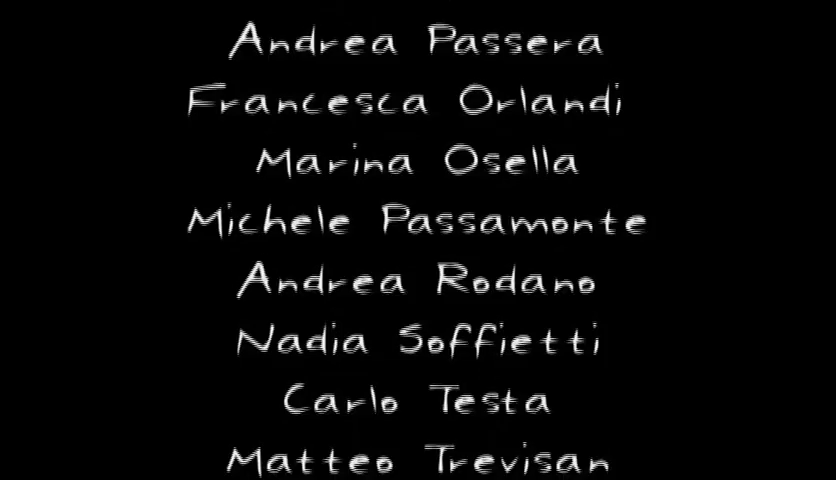 Andrea Passera
Francesca Orlandi
Marina Osella
Michele Passamonte
Andrea Rodano
Nadia Soffietti
Carlo Testa
Matteo Trevisan